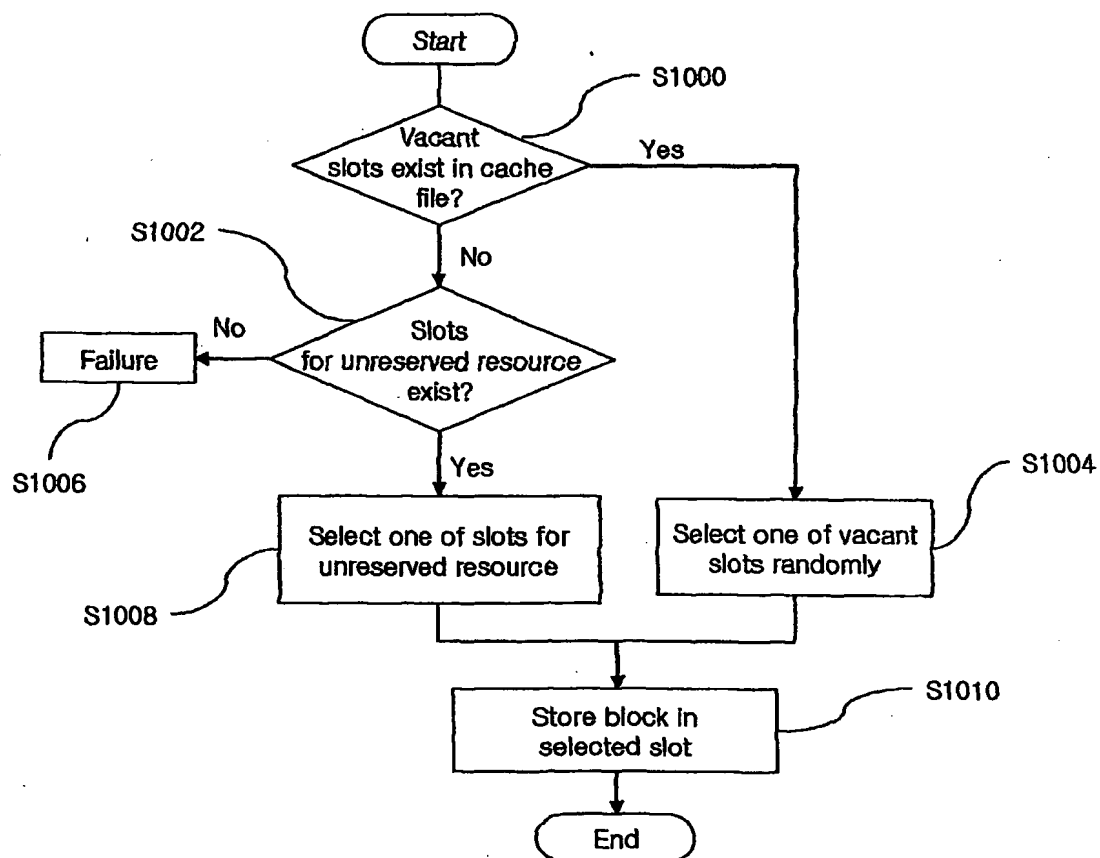 Start
S1000
Vacant
slots exist in cache
file?
Yes
S1002
No
Slots
for unreserved resource
exist?
No
Failure
S1006
Yes
S1004
Select one of slots for
unreserved resource
Select one of vacant
slots randomly
S1008
S1010
Store block in
selected slot
End